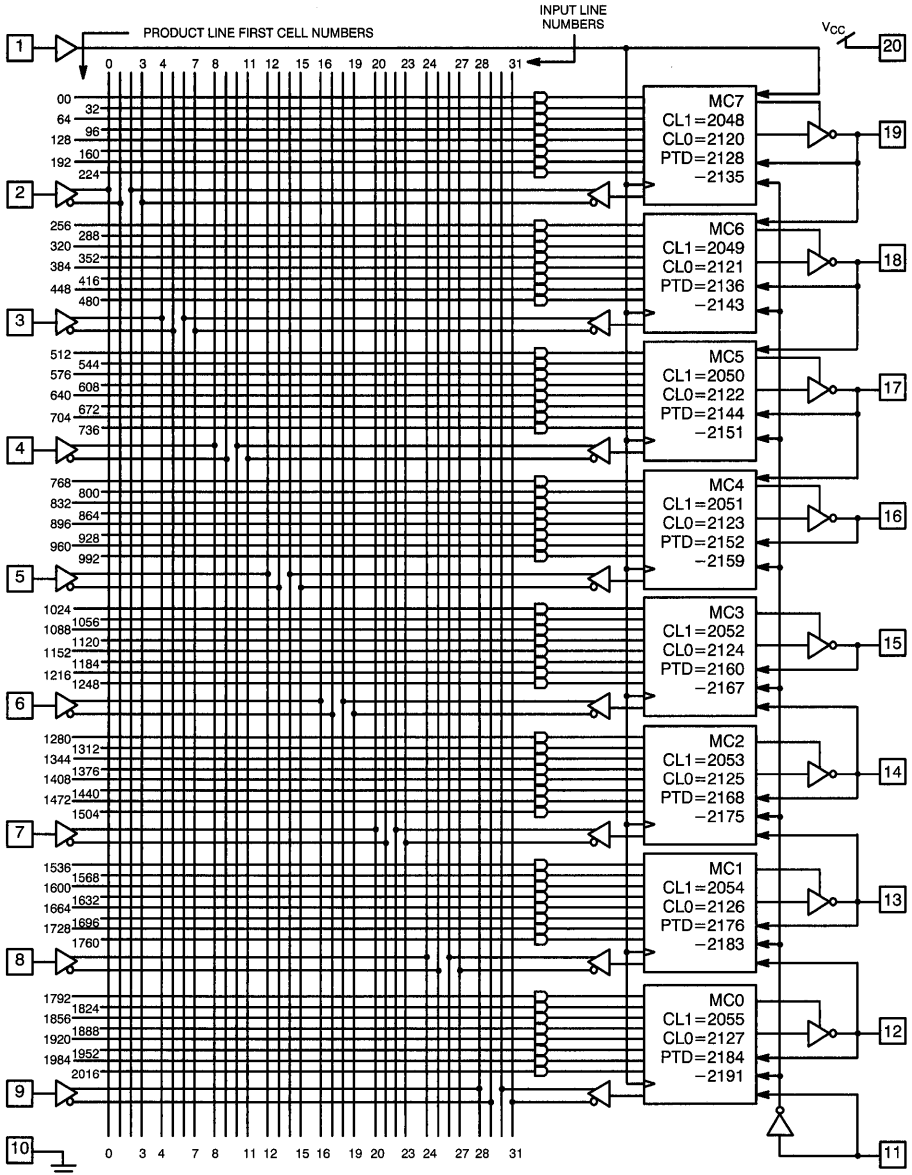 INPUT LINE
NUMBERS
PRODUCT LINE FIRST CELL NUMBERS
VCC
1
20
0 3 4 7 8 11 12 15 16 19 20 23 24 27 28 31
00
32
64
96
128
160
192
224
MC7
CL1=2048
CL0=2120
PTD=2128
-2135
19
2
256
288
320
352
384
416
448
480
MC6
CL1=2049
CL0=2121
PTD=2136
-2143
18
3
512
544
576
608
640
672
704
736
MC5
CL1=2050
CL0=2122
PTD=2144
-2151
17
4
768
800
832
864
896
928
960
992
MC4
CL1=2051
CL0=2123
PTD=2152
-2159
16
5
1024
1056
1088
1120
1152
1184
1216
1248
MC3
CL1=2052
CL0=2124
PTD=2160
-2167
15
6
1280
1312
1344
1376
1408
1440
1472
1504
MC2
CL1=2053
CL0=2125
PTD=2168
-2175
14
7
1536
1568
1600
1632
1664
1696
1728
1760
MC1
CL1=2054
CL0=2126
PTD=2176
-2183
13
8
1792
1824
1856
1888
1920
1952
1984
2016
MC0
CL1=2055
CL0=2127
PTD=2184
-2191
12
9
10
0 3 4 7 8 11 12 15 16 19 20 23 24 27 28 31
11